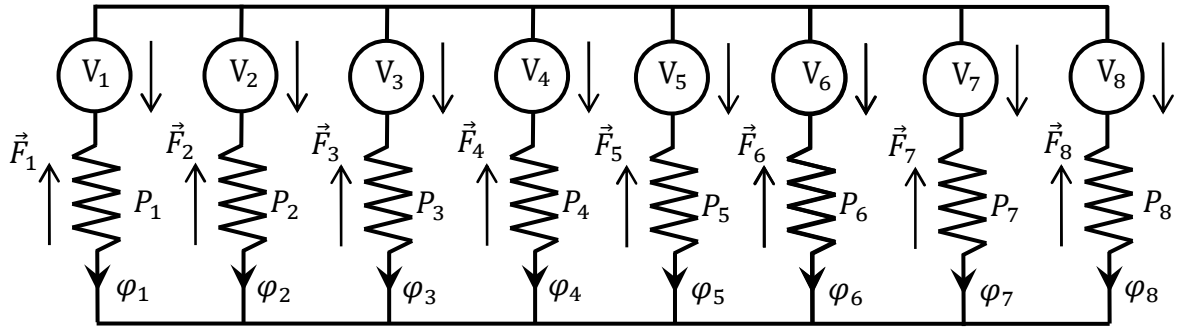 V₁ V₂ V₃ V₄ V₅ V₆ V₇ V₈
F⃗₁ F⃗₂ F⃗₃ F⃗₄ F⃗₅ F⃗₆ F⃗₇ F⃗₈
P₁ P₂ P₃ P₄ P₅ P₆ P₇ P₈
φ₁ φ₂ φ₃ φ₄ φ₅ φ₆ φ₇ φ₈